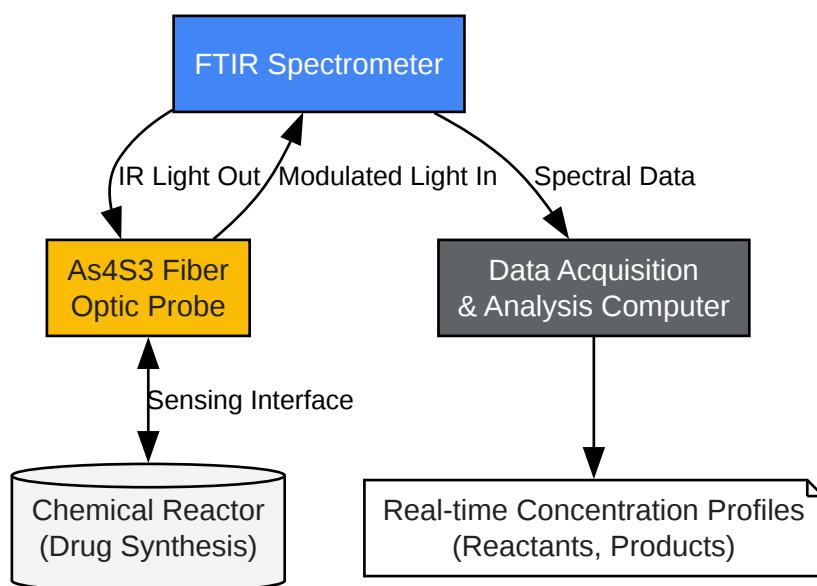 FTIR Spectrometer
IR Light Out
Modulated Light In
Spectral Data
As4S3 Fiber
Optic Probe
Data Acquisition
& Analysis Computer
Sensing Interface
Chemical Reactor
(Drug Synthesis)
Real-time Concentration Profiles
(Reactants, Products)